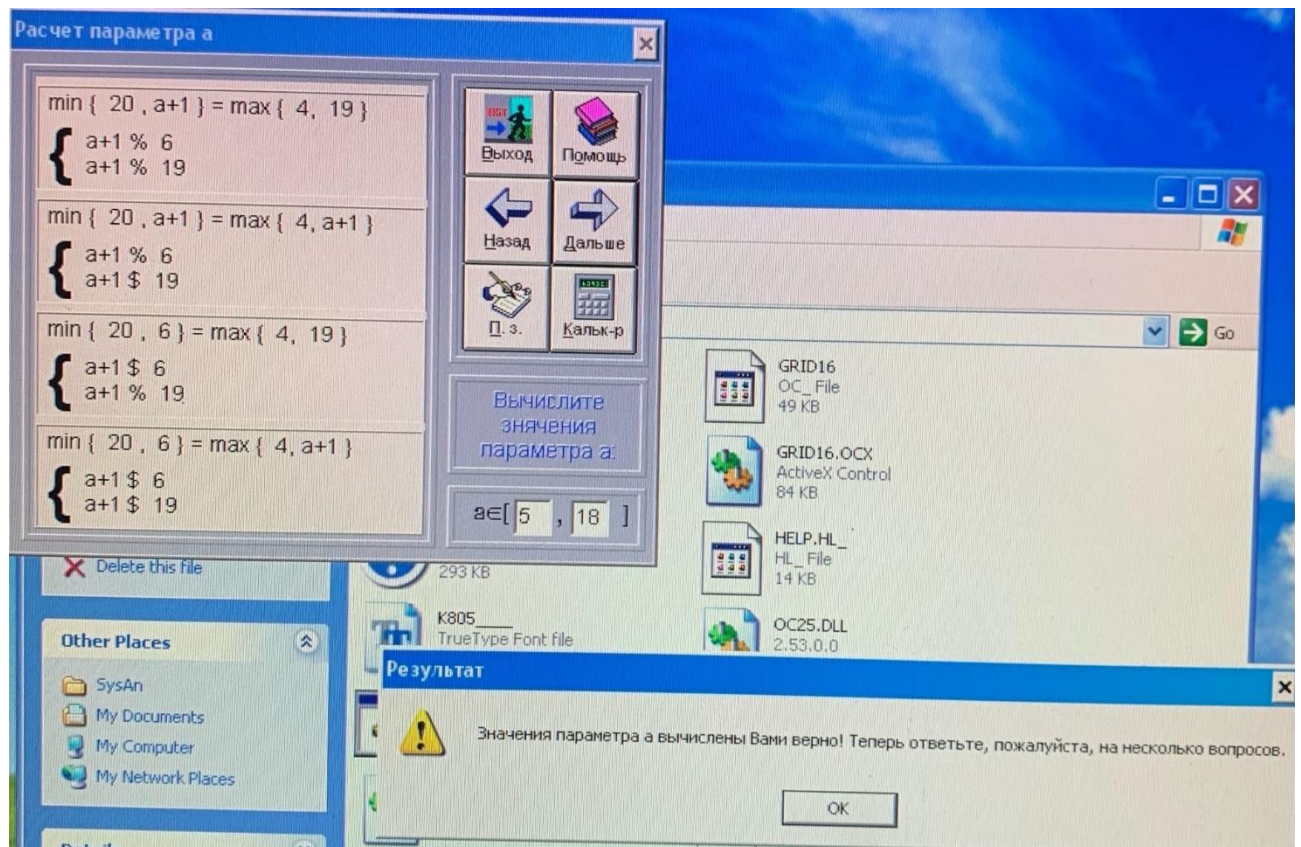 Расчет параметра а
min { 20 , a+1 } = max { 4, 19 }
a+1 % 6
a+1 % 19
min { 20 , a+1 } = max { 4, a+1 }
a+1 % 6
a+1 $ 19
min { 20 , 6 } = max { 4, 19 }
a+1 $ 6
a+1 % 19
min { 20 , 6 } = max { 4, a+1 }
a+1 $ 6
a+1 $ 19
EXIT
Выход
Помощь
Назад
Дальше
П. з.
Кальк-р
Вычислите
знячения
параметра а:
a∈[ 5 , 18 ]
Go
GRID16
OC_ File
49 KB
GRID16.OCX
ActiveX Control
84 KB
HELP.HL_
HL_ File
14 KB
OC25.DLL
2.53.0.0
Delete this file
293 KB
K805____
TrueType Font file
Other Places
SysAn
My Documents
My Computer
My Network Places
Результат
Значения параметра а вычислены Вами верно! Теперь ответьте, пожалуйста, на несколько вопросов.
OK